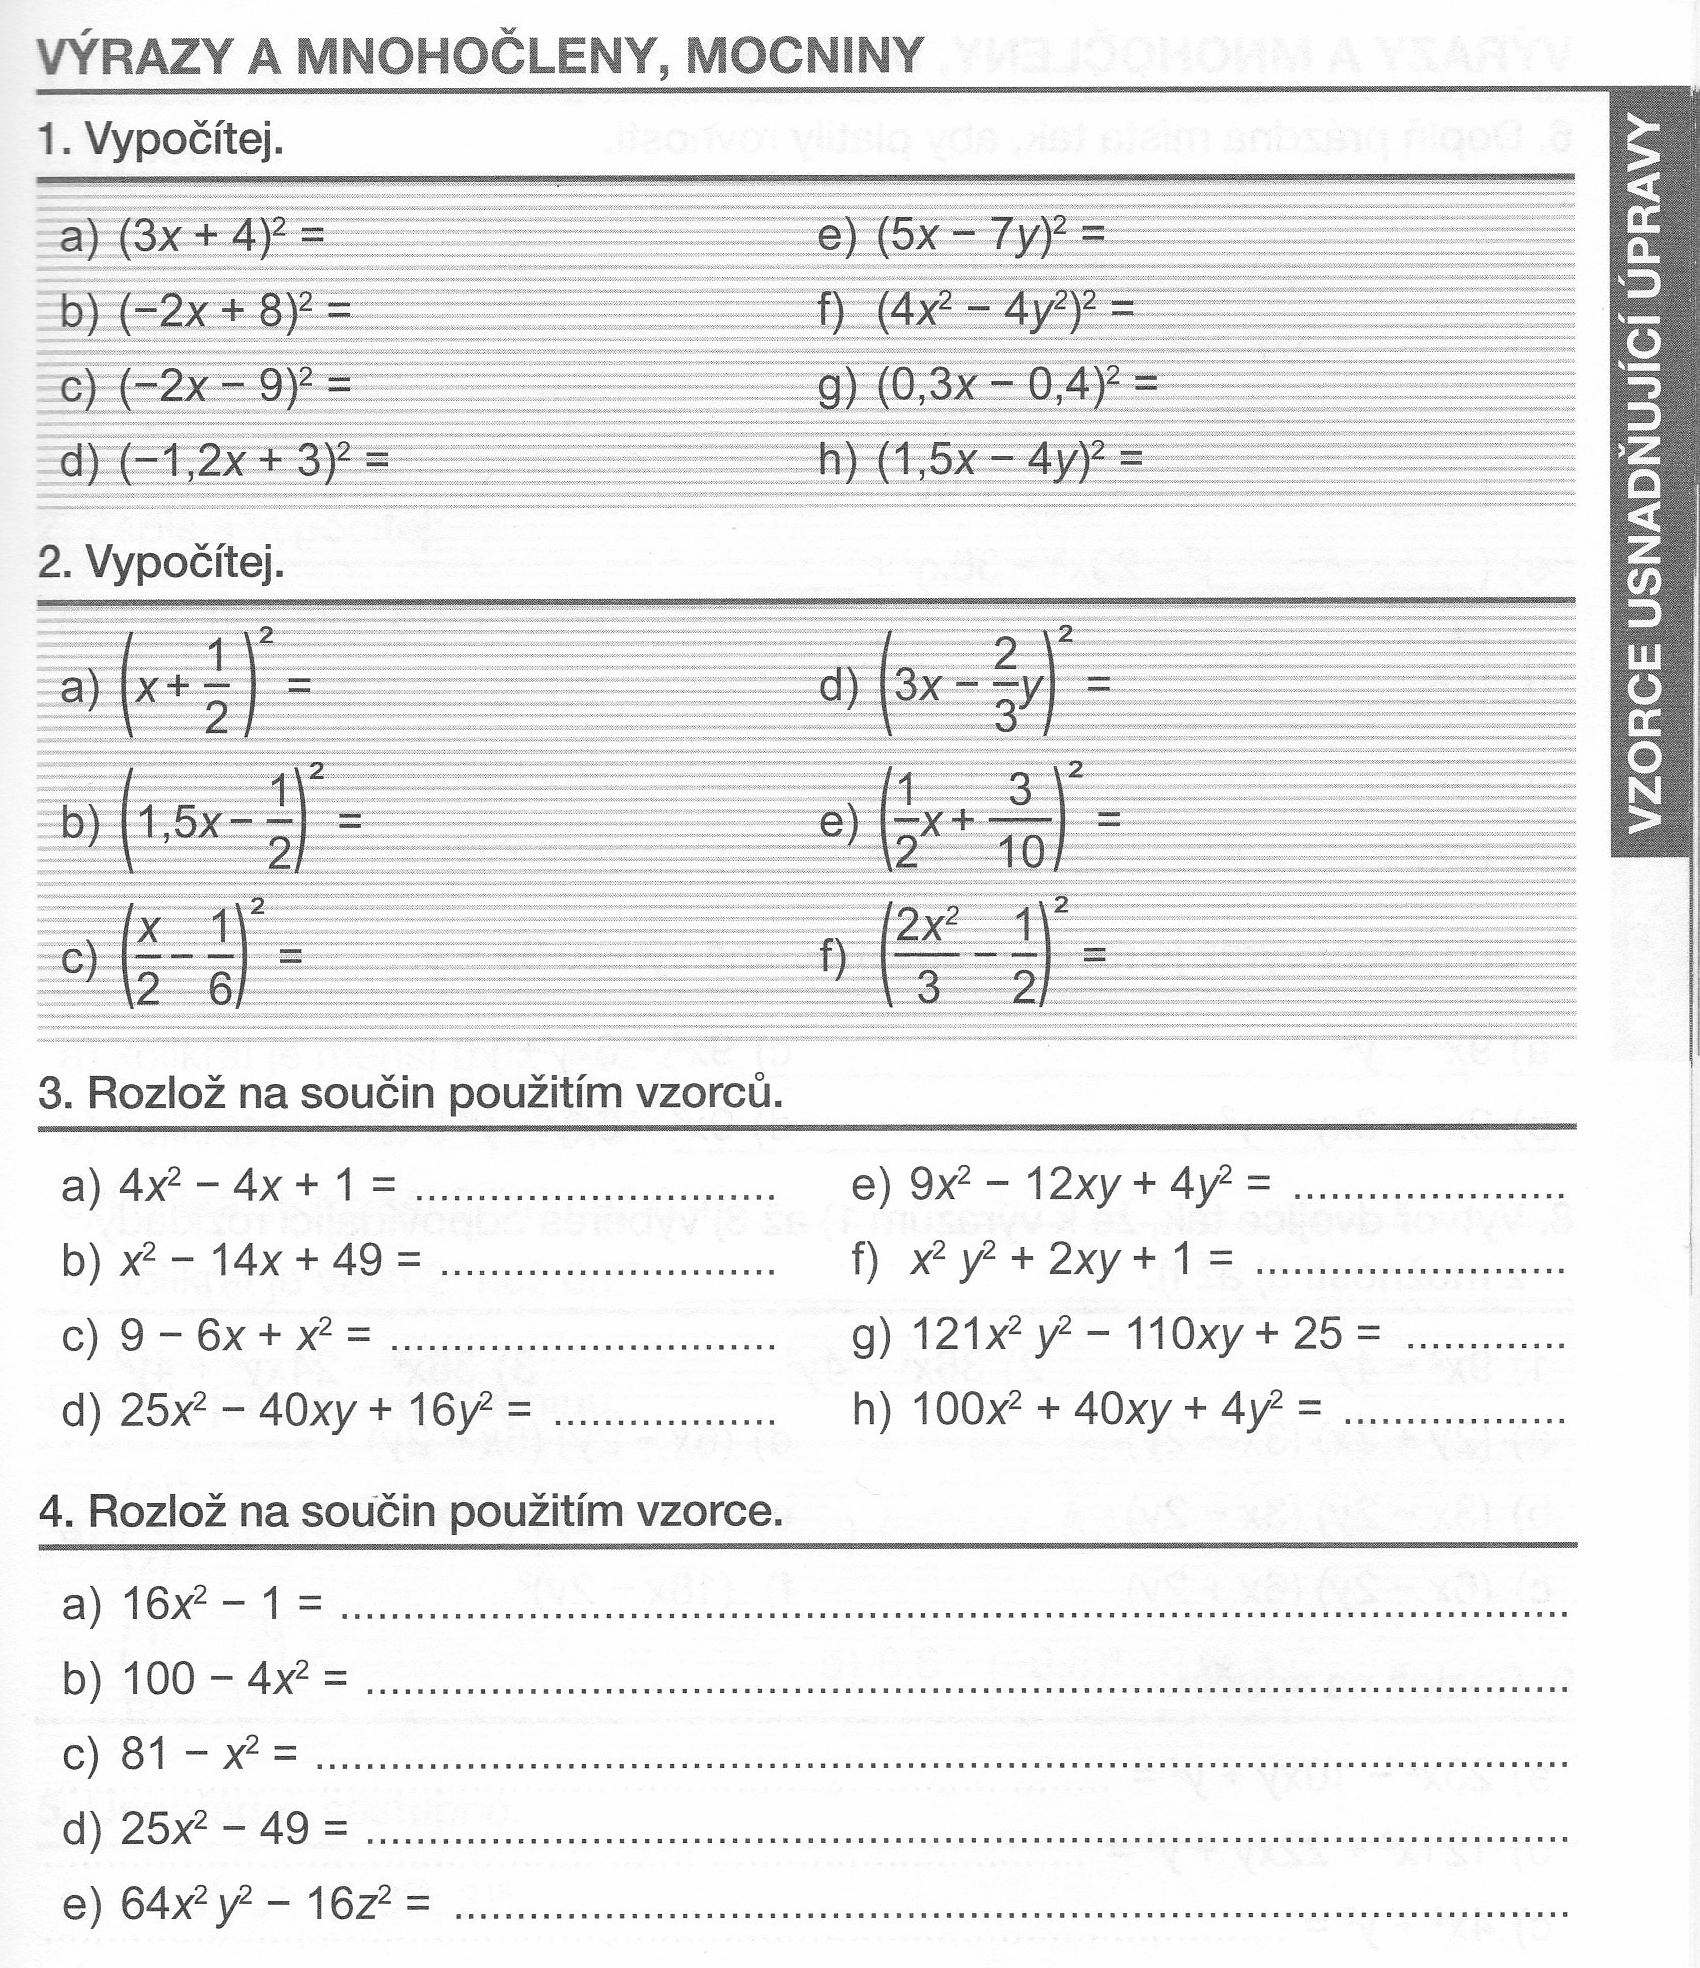 VÝRAZY A MNOHOČLENY, MOCNINY
1. Vypočítej.
a) (3x + 4)² =
e) (5x − 7y)² =
b) (−2x + 8)² =
f) (4x² − 4y²)² =
c) (−2x − 9)² =
g) (0,3x − 0,4)² =
d) (−1,2x + 3)² =
h) (1,5x − 4y)² =
2. Vypočítej.
a) (x + 1/2)² =
d) (3x − 2/3 y)² =
b) (1,5x − 1/2)² =
e) (1/2 x + 3/10)² =
c) (x/2 − 1/6)² =
f) (2x²/3 − 1/2)² =
3. Rozlož na součin použitím vzorců.
a) 4x² − 4x + 1 = ............................
e) 9x² − 12xy + 4y² = ......................
b) x² − 14x + 49 = ...........................
f) x² y² + 2xy + 1 = .........................
c) 9 − 6x + x² = ...............................
g) 121x² y² − 110xy + 25 = .............
d) 25x² − 40xy + 16y² = ..................
h) 100x² + 40xy + 4y² = ..................
4. Rozlož na součin použitím vzorce.
a) 16x² − 1 = ....................................................................................................
b) 100 − 4x² = ..................................................................................................
c) 81 − x² = ......................................................................................................
d) 25x² − 49 = ..................................................................................................
e) 64x² y² − 16z² = ...........................................................................................
VZORCE USNADŇUJÍCÍ ÚPRAVY